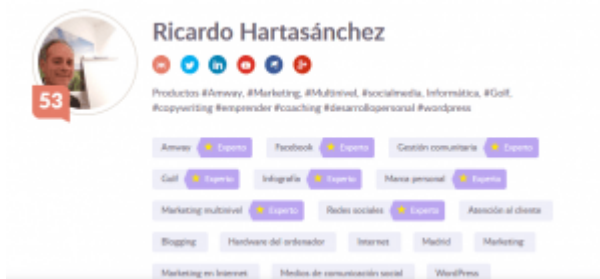 Ricardo Hartasánchez
53
Productos #Amway, #Marketing, #Multinivel, #socialmedia, Informática, #Golf,
#copywriting #emprender #coaching #desarrollopersonal #wordpress
Amway Experto Facebook Experto Gestión comunitaria Experto
Golf Experto Infografía Experto Marca personal Experto
Marketing multinivel Experto Redes sociales Experto Atención al cliente
Blogging Hardware del ordenador Internet Madrid Marketing
Marketing en Internet Medios de comunicación social WordPress